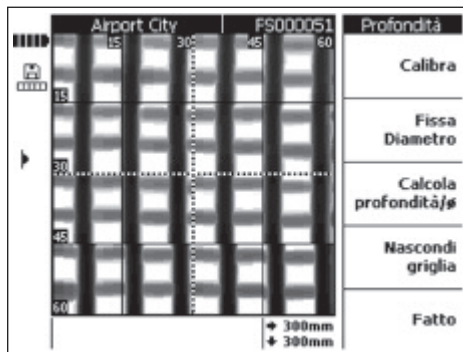 Airport City FS000051 Profondità
15 30 45 60
15
30
45
60
Calibra
Fissa
Diametro
Calcola
profondità/ø
Nascondi
griglia
Fatto
300mm
300mm